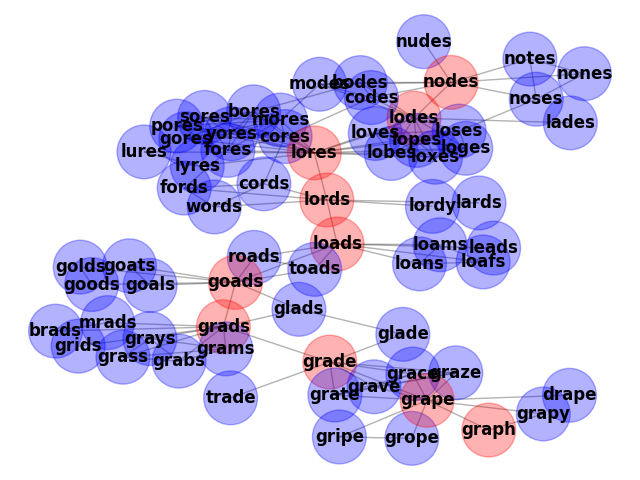 nudes
notes
nones
modes
bodes
nodes
codes
noses
sores
bores
pores
mores
lodes
lades
gores
yores
cores
loves
loses
lopes
lures
fores
lores
lobes
loxes
loges
lyres
fords
cords
words
lords
lordy
lards
roads
loads
loams
leads
golds
goats
toads
loans
loafs
goods
goals
goads
glads
brads
mrads
grads
glade
grids
grays
grass
grabs
grams
grade
grace
graze
trade
grate
grave
grape
drape
grapy
gripe
grope
graph